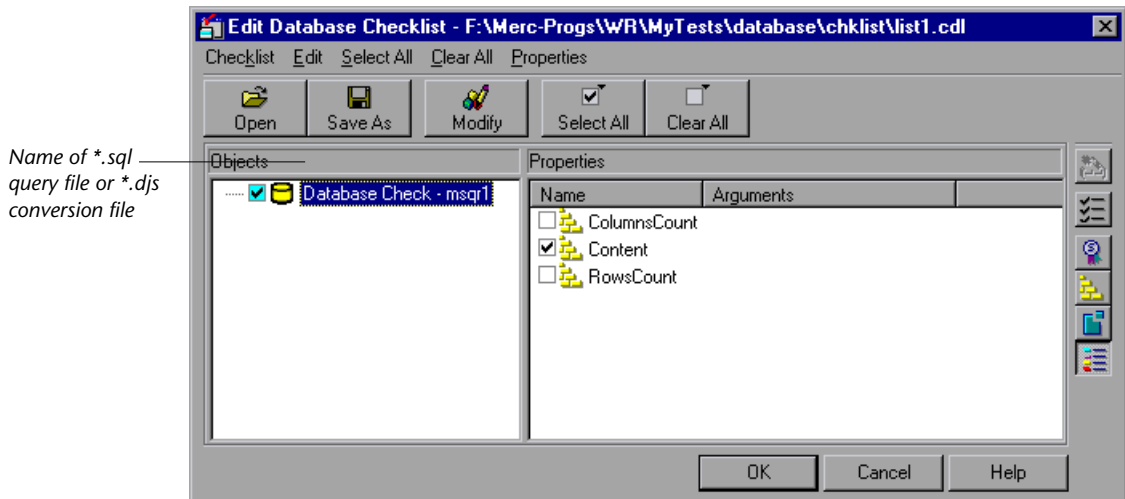 Edit Database Checklist - F:\Merc-Progs\WR\MyTests\database\chklist\list1.cdl
Checklist Edit Select All Clear All Properties
Open Save As Modify Select All Clear All
Name of *.sql
query file or *.djs
conversion file
Objects
Database Check - msqr1
Properties
Name Arguments
ColumnsCount
Content
RowsCount
OK Cancel Help